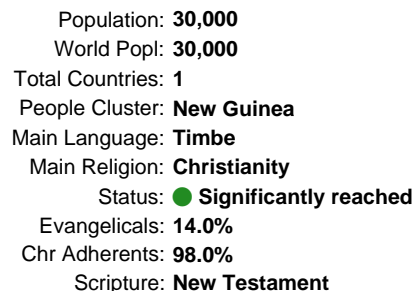 Population: 30,000
World Popl: 30,000
Total Countries: 1
People Cluster: New Guinea
Main Language: Timbe
Main Religion: Christianity
Status: Significantly reached
Evangelicals: 14.0%
Chr Adherents: 98.0%
Scripture: New Testament